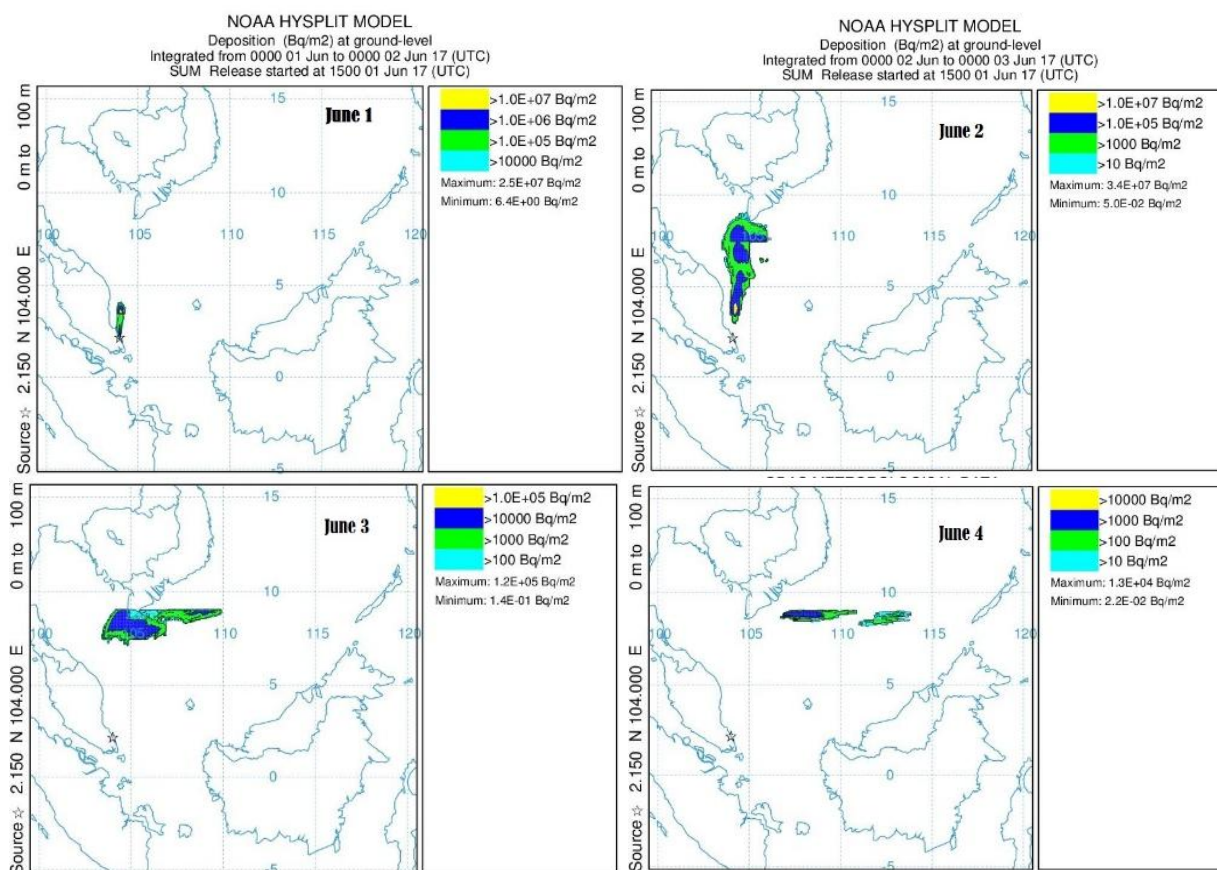 NOAA HYSPLIT MODEL
Deposition (Bq/m2) at ground-level
Integrated from 0000 01 Jun to 0000 02 Jun 17 (UTC)
SUM Release started at 1500 01 Jun 17 (UTC)
Source ☆ 2.150 N 104.000 E 0 m to 100 m
June 1
15
10
100 105 110 115 120
5
0
-5
>1.0E+07 Bq/m2
>1.0E+06 Bq/m2
>1.0E+05 Bq/m2
>10000 Bq/m2
Maximum: 2.5E+07 Bq/m2
Minimum: 6.4E+00 Bq/m2
NOAA HYSPLIT MODEL
Deposition (Bq/m2) at ground-level
Integrated from 0000 02 Jun to 0000 03 Jun 17 (UTC)
SUM Release started at 1500 01 Jun 17 (UTC)
Source ☆ 2.150 N 104.000 E 0 m to 100 m
June 2
15
10
100 105 110 115 120
5
0
-5
>1.0E+07 Bq/m2
>1.0E+05 Bq/m2
>1000 Bq/m2
>10 Bq/m2
Maximum: 3.4E+07 Bq/m2
Minimum: 5.0E-02 Bq/m2
Source ☆ 2.150 N 104.000 E 0 m to 100 m
June 3
15
10
100 105 110 115 120
5
0
-5
>1.0E+05 Bq/m2
>10000 Bq/m2
>1000 Bq/m2
>100 Bq/m2
Maximum: 1.2E+05 Bq/m2
Minimum: 1.4E-01 Bq/m2
Source ☆ 2.150 N 104.000 E 0 m to 100 m
June 4
15
10
100 105 110 115 120
5
0
-5
>10000 Bq/m2
>1000 Bq/m2
>100 Bq/m2
>10 Bq/m2
Maximum: 1.3E+04 Bq/m2
Minimum: 2.2E-02 Bq/m2